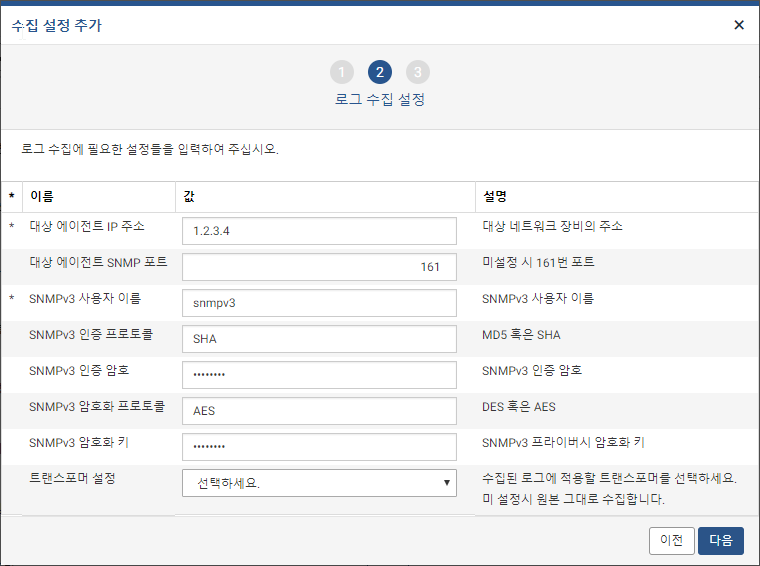 수집 설정 추가 ×
1 2 3
로그 수집 설정
로그 수집에 필요한 설정들을 입력하여 주십시오.
* 이름 값 설명
* 대상 에이전트 IP 주소 1.2.3.4 대상 네트워크 장비의 주소
대상 에이전트 SNMP 포트 161 미설정 시 161번 포트
* SNMPv3 사용자 이름 snmpv3 SNMPv3 사용자 이름
SNMPv3 인증 프로토콜 SHA MD5 혹은 SHA
SNMPv3 인증 암호 •••••••• SNMPv3 인증 암호
SNMPv3 암호화 프로토콜 AES DES 혹은 AES
SNMPv3 암호화 키 •••••••• SNMPv3 프라이버시 암호화 키
트랜스포머 설정 선택하세요. 수집된 로그에 적용할 트랜스포머를 선택하세요.
미 설정시 원본 그대로 수집합니다.
이전 다음